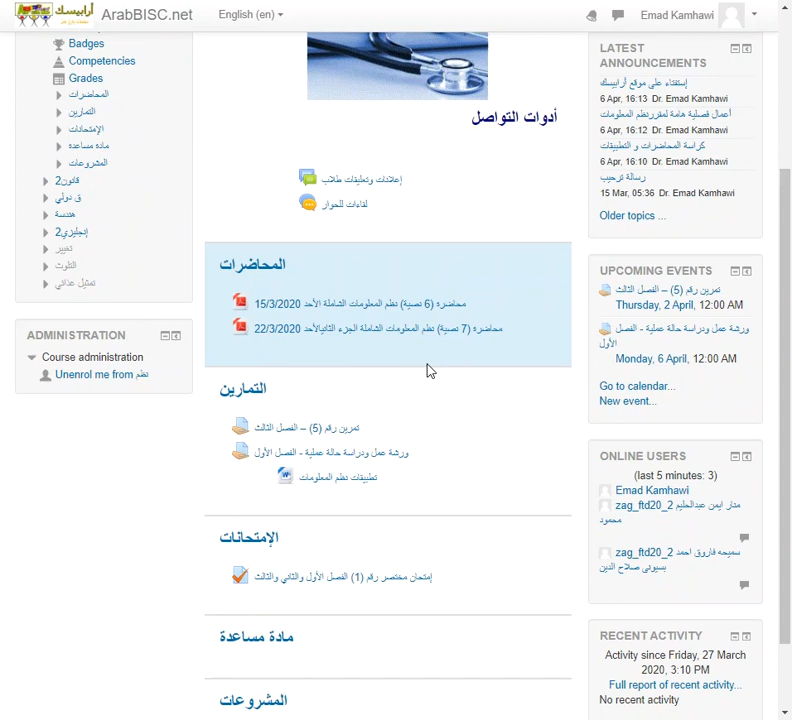 أرابيسك
ArabBISC.net
English (en)
Emad Kamhawi
Badges
Competencies
Grades
المحاضرات
التمارين
الإمتحانات
مادة مساعدة
المشروعات
قانون2
ق دولي
هندسة
إنجليزي2
تغيير
التلوث
تمثيل غذائي
ADMINISTRATION
Course administration
Unenrol me from نظم
أدوات التواصل
إعلانات وتعليقات طلاب
لقاءات للحوار
المحاضرات
محاضرة (6 نصية) نظم المعلومات الشاملة الأحد 15/3/2020
محاضرة (7 نصية) نظم المعلومات الشاملة الجزء الثانيالأحد 22/3/2020
التمارين
تمرين رقم (5) – الفصل الثالث
ورشة عمل ودراسة حالة عملية - الفصل الأول
تطبيقات نظم المعلومات
الإمتحانات
إمتحان مختصر رقم (1) الفصل الأول والثاني والثالث
مادة مساعدة
المشروعات
LATEST
ANNOUNCEMENTS
إستفتاء على موقع أرابيسك
6 Apr, 16:13 Dr. Emad Kamhawi
أعمال فصلية هامة لمقررنظم المعلومات
6 Apr, 16:12 Dr. Emad Kamhawi
كراسة المحاضرات و التطبيقات
6 Apr, 16:10 Dr. Emad Kamhawi
رسالة ترحيب
15 Mar, 05:36 Dr. Emad Kamhawi
Older topics ...
UPCOMING EVENTS
تمرين رقم (5) – الفصل الثالث
Thursday, 2 April, 12:00 AM
ورشة عمل ودراسة حالة عملية - الفصل
الأول
Monday, 6 April, 12:00 AM
Go to calendar...
New event...
ONLINE USERS
(last 5 minutes: 3)
Emad Kamhawi
zag_ftd20_2 منار ايمن عبدالحليم
محمود
zag_ftd20_2 سميحه فاروق احمد
بسيونى صلاح الدين
RECENT ACTIVITY
Activity since Friday, 27 March
2020, 3:10 PM
Full report of recent activity...
No recent activity